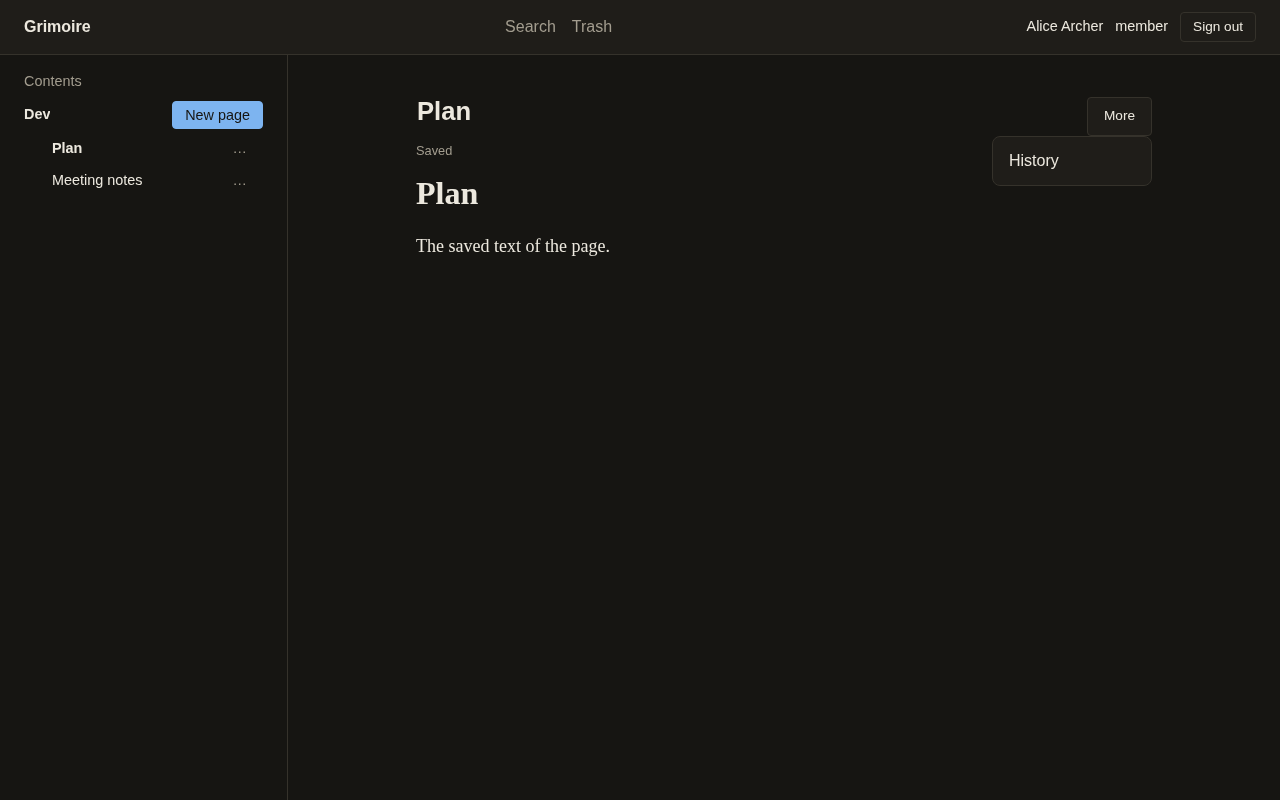 Grimoire
Search Trash
Alice Archer member Sign out
Contents
Dev New page
Plan ...
Meeting notes ...
Plan
More
Saved
History
Plan
The saved text of the page.